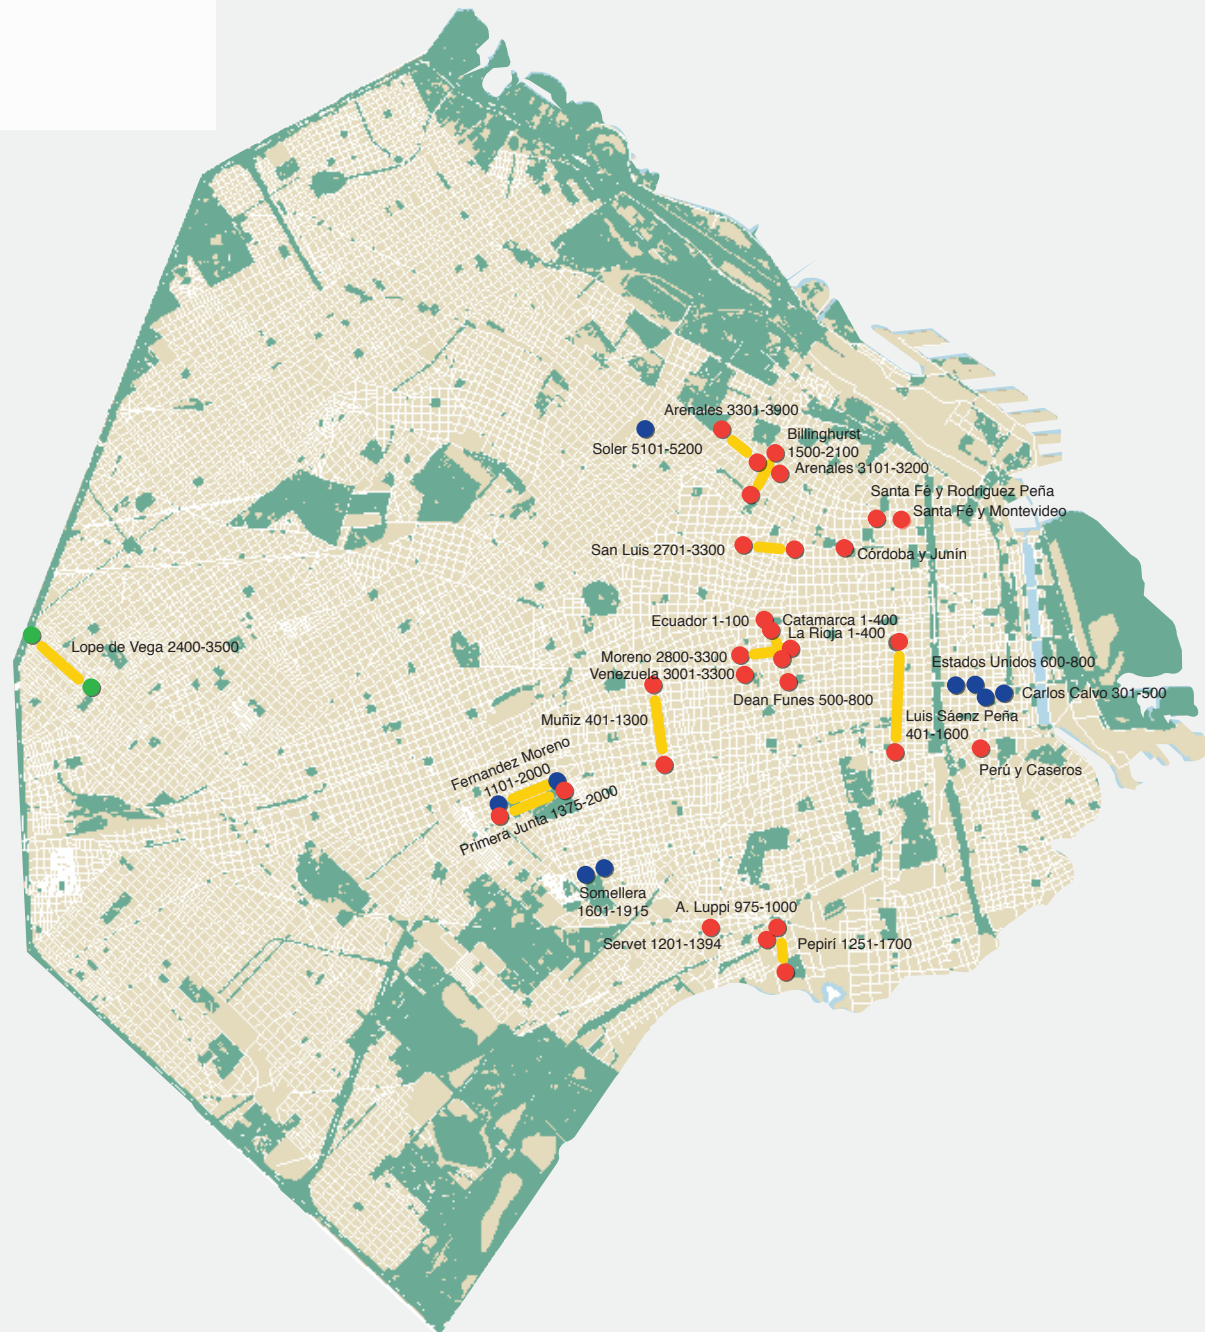 Arenales 3301-3900
Billinghurst
1500-2100
Soler 5101-5200
Arenales 3101-3200
Santa Fé y Rodriguez Peña
Santa Fé y Montevideo
San Luis 2701-3300
Córdoba y Junín
Ecuador 1-100
Catamarca 1-400
La Rioja 1-400
Lope de Vega 2400-3500
Moreno 2800-3300
Estados Unidos 600-800
Venezuela 3001-3300
Carlos Calvo 301-500
Dean Funes 500-800
Muñiz 401-1300
Luis Sáenz Peña
401-1600
Fernandez Moreno
1101-2000
Perú y Caseros
Primera Junta 1375-2000
Somellera
1601-1915
A. Luppi 975-1000
Servet 1201-1394
Pepirí 1251-1700